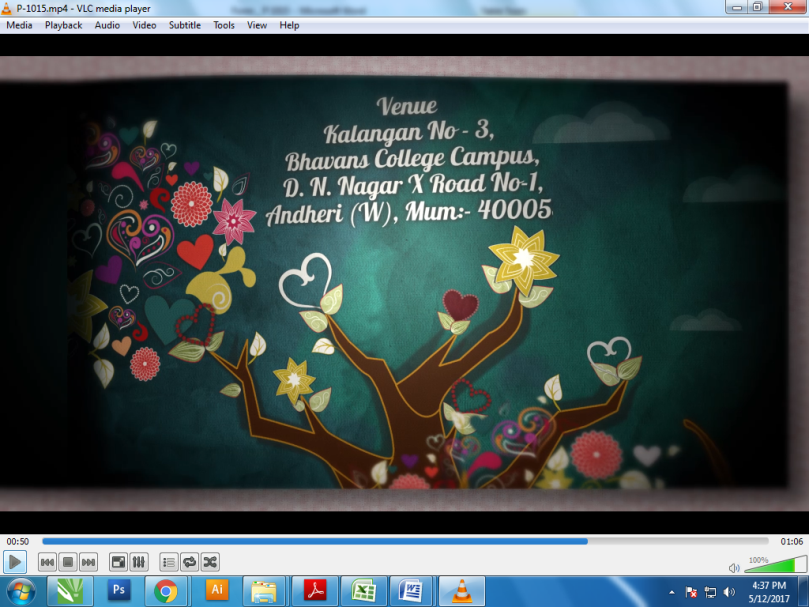 P-1015.mp4 - VLC media player
Media Playback Audio Video Subtitle Tools View Help
Venue
Kalangan No - 3,
Bhavans College Campus,
D. N. Nagar X Road No-1,
Andheri (W), Mum:- 40005
00:50
01:06
100%
Ps
Ai
4:37 PM
5/12/2017